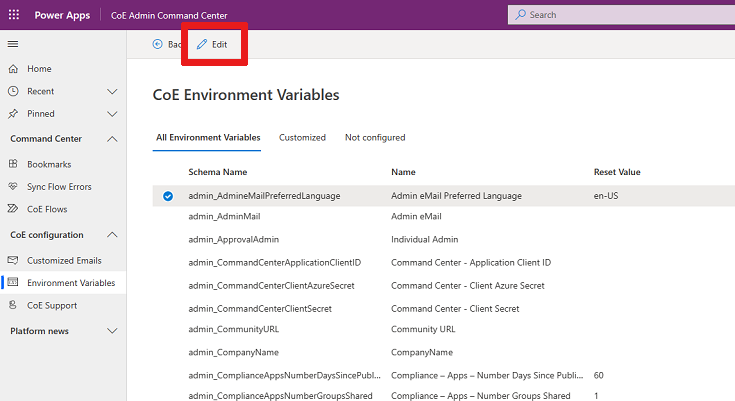 Power Apps CoE Admin Command Center Search
Back Edit
Home
Recent
Pinned
Command Center
Bookmarks
Sync Flow Errors
CoE Flows
CoE configuration
Customized Emails
Environment Variables
CoE Support
Platform news
CoE Environment Variables
All Environment Variables Customized Not configured
Schema Name Name Reset Value
admin_AdmineMailPreferredLanguage Admin eMail Preferred Language en-US
admin_AdminMail Admin eMail
admin_ApprovalAdmin Individual Admin
admin_CommandCenterApplicationClientID Command Center - Application Client ID
admin_CommandCenterClientAzureSecret Command Center - Client Azure Secret
admin_CommandCenterClientSecret Command Center - Client Secret
admin_CommunityURL Community URL
admin_CompanyName CompanyName
admin_ComplianceAppsNumberDaysSincePubl... Compliance – Apps – Number Days Since Publi... 60
admin_ComplianceAppsNumberGroupsShared Compliance – Apps – Number Groups Shared 1